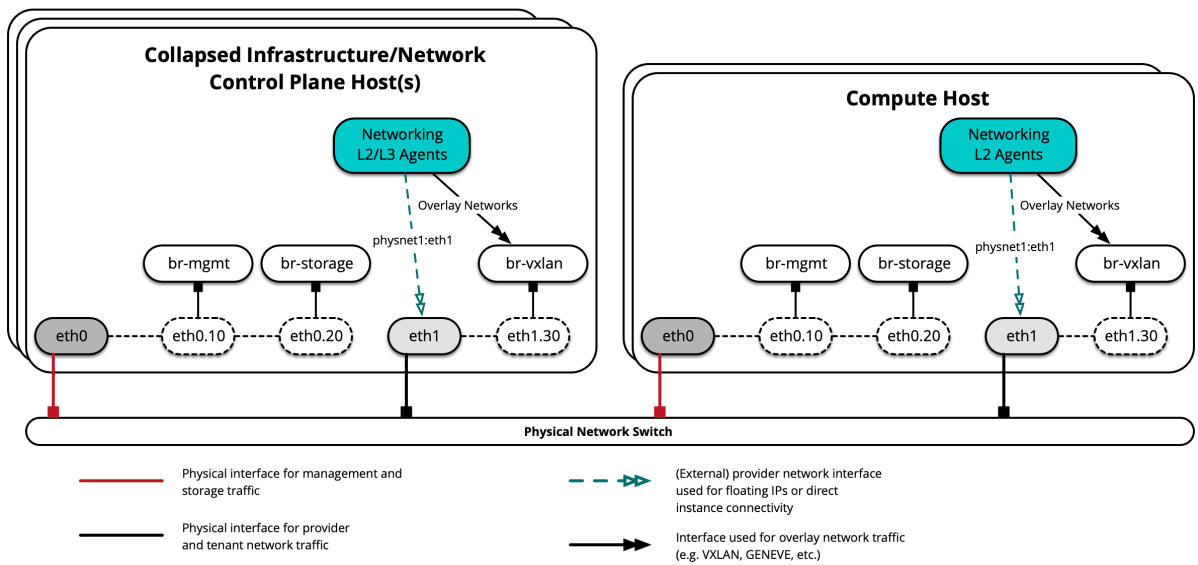 Collapsed Infrastructure/Network
Control Plane Host(s)
Networking
L2/L3 Agents
Overlay Networks
physnet1:eth1
br-mgmt
br-storage
br-vxlan
eth0
eth0.10
eth0.20
eth1
eth1.30
Compute Host
Networking
L2 Agents
Overlay Networks
physnet1:eth1
br-mgmt
br-storage
br-vxlan
eth0
eth0.10
eth0.20
eth1
eth1.30
Physical Network Switch
Physical interface for management and
storage traffic
Physical interface for provider
and tenant network traffic
(External) provider network interface
used for floating IPs or direct
instance connectivity
Interface used for overlay network traffic
(e.g. VXLAN, GENEVE, etc.)